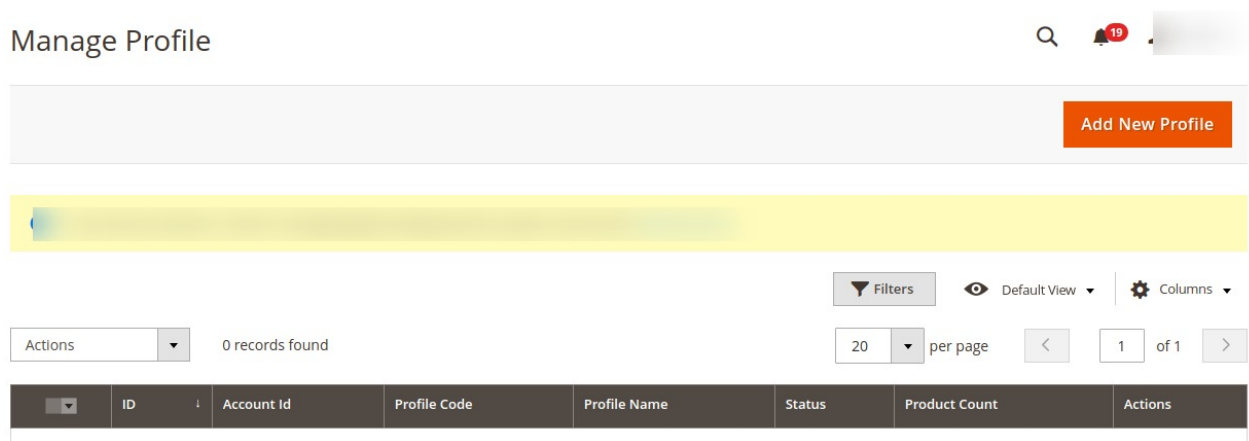 Manage Profile
19
Add New Profile
Filters
Default View
Columns
Actions
0 records found
20
per page
1
of 1
ID ↓ Account Id Profile Code Profile Name Status Product Count Actions